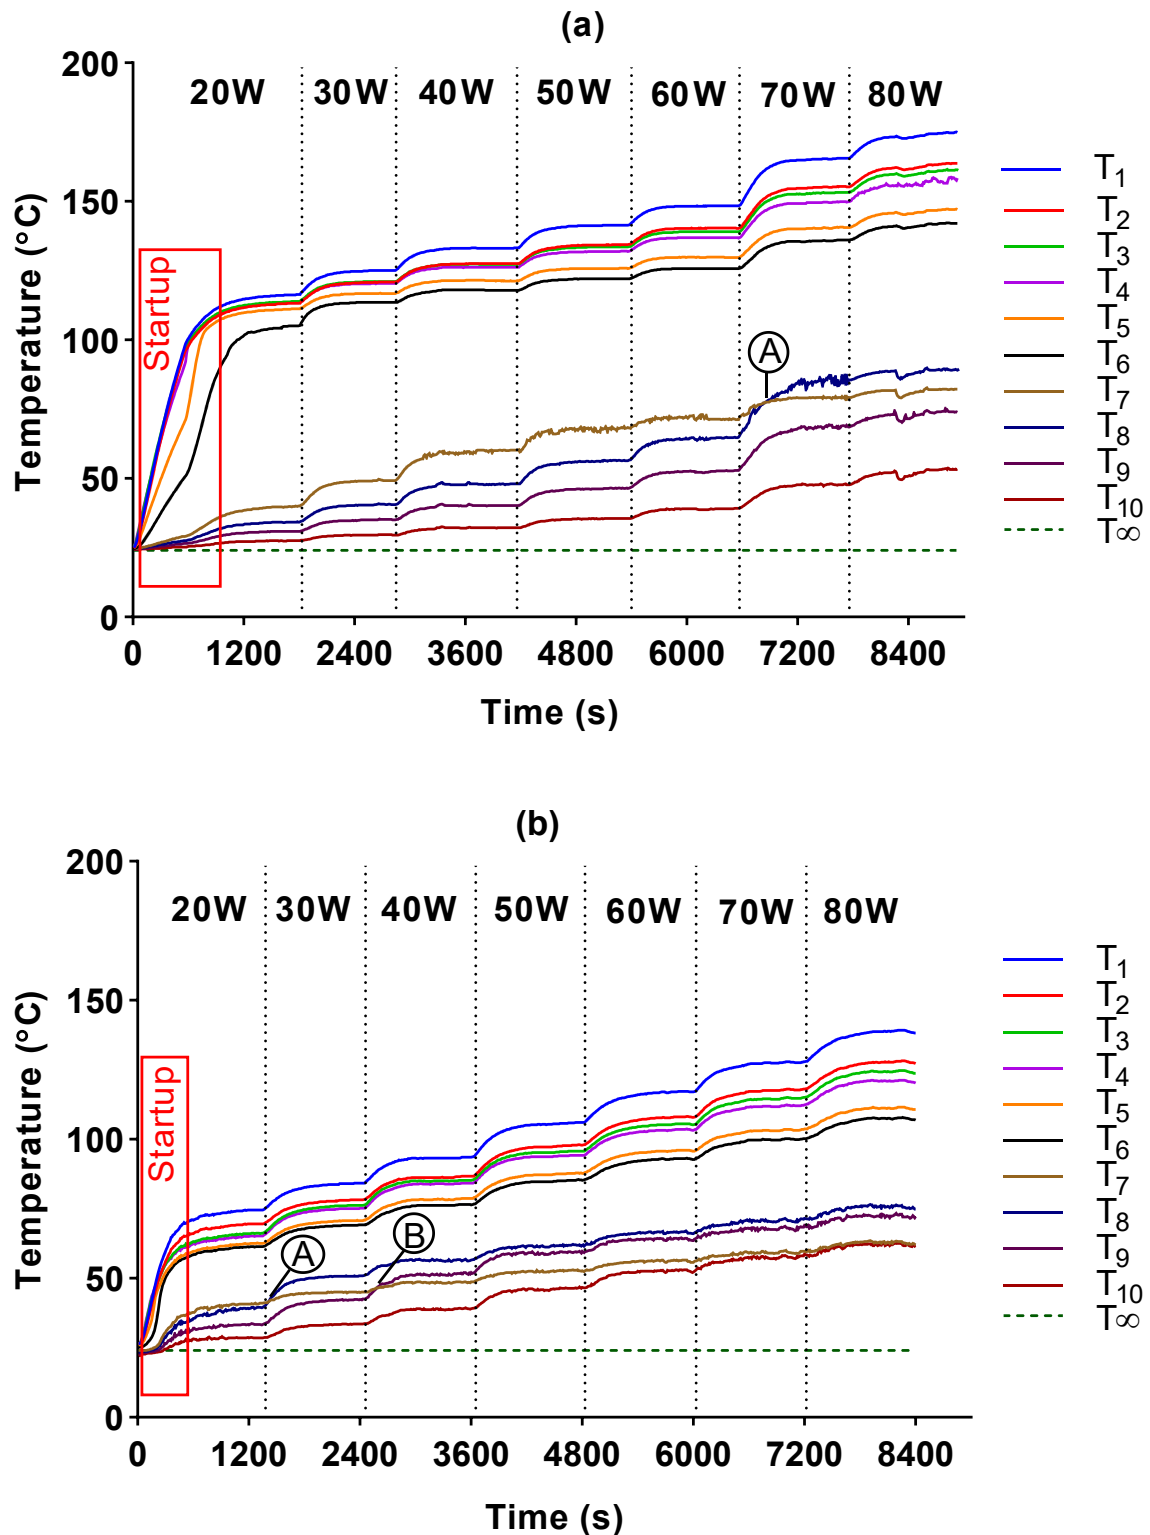 (a)
200
20W 30W 40W 50W 60W 70W 80W
150
100
50
0
Temperature (°C)
Startup
A
0 1200 2400 3600 4800 6000 7200 8400
Time (s)
T1
T2
T3
T4
T5
T6
T7
T8
T9
T10
T∞
(b)
200
20W 30W 40W 50W 60W 70W 80W
150
100
50
0
Temperature (°C)
Startup
A
B
0 1200 2400 3600 4800 6000 7200 8400
Time (s)
T1
T2
T3
T4
T5
T6
T7
T8
T9
T10
T∞